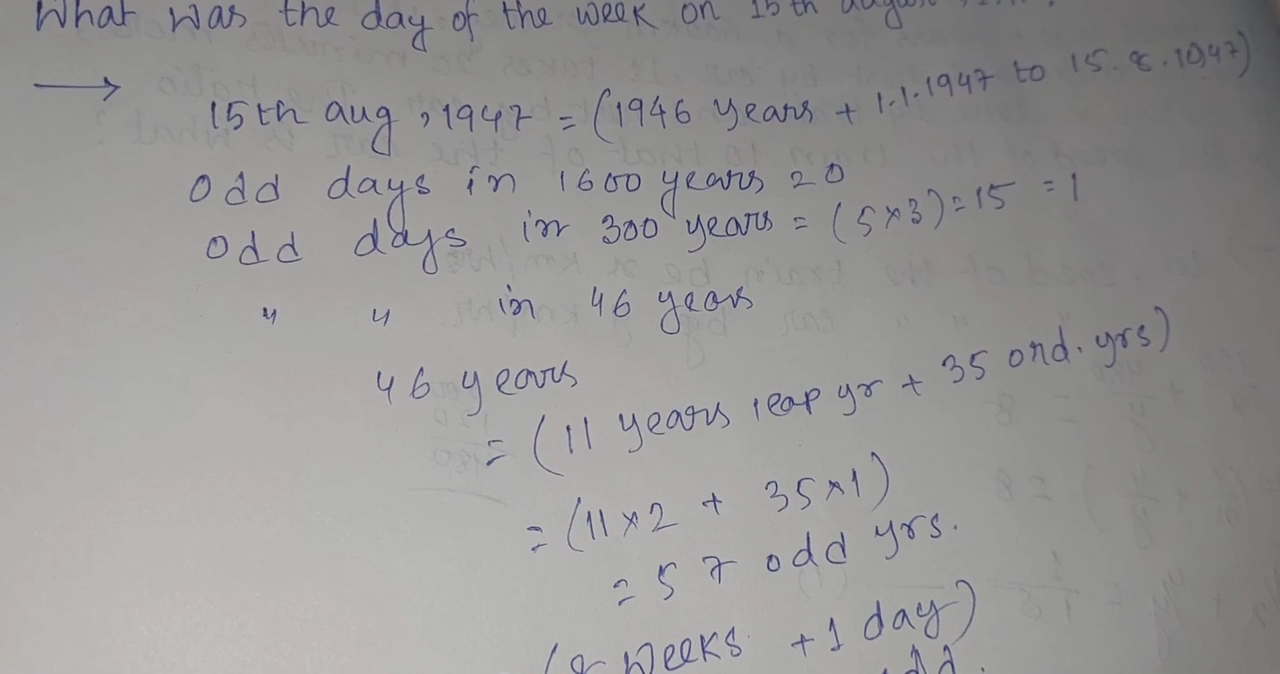 What was the day of the week on 15th
→ 15th aug, 1947 = (1946 years + 1.1.1947 to 15.8.1947)
Odd days in 1600 years = 0
Odd days in 300 years = (5×3)=15 = 1
" " in 46 years
46 years
= (11 years leap yr + 35 ord. yrs)
= (11×2 + 35×1)
= 57 odd yrs.
weeks + 1 day)